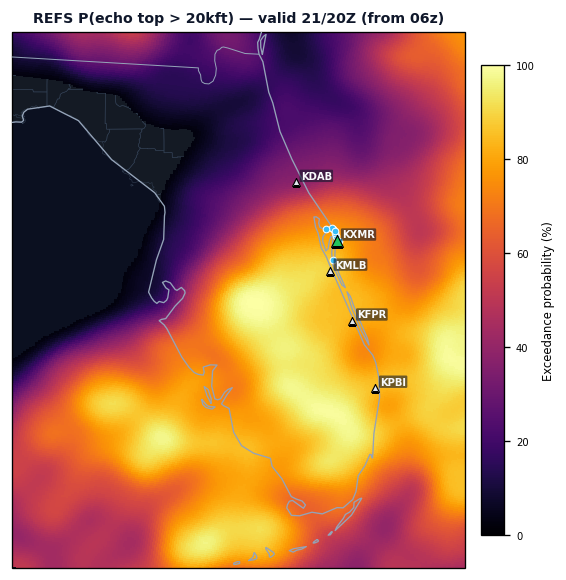 REFS P(echo top > 20kft) — valid 21/20Z (from 06z)
KDAB
KXMR
KMLB
KFPR
KPBI
100
80
60
40
20
0
Exceedance probability (%)